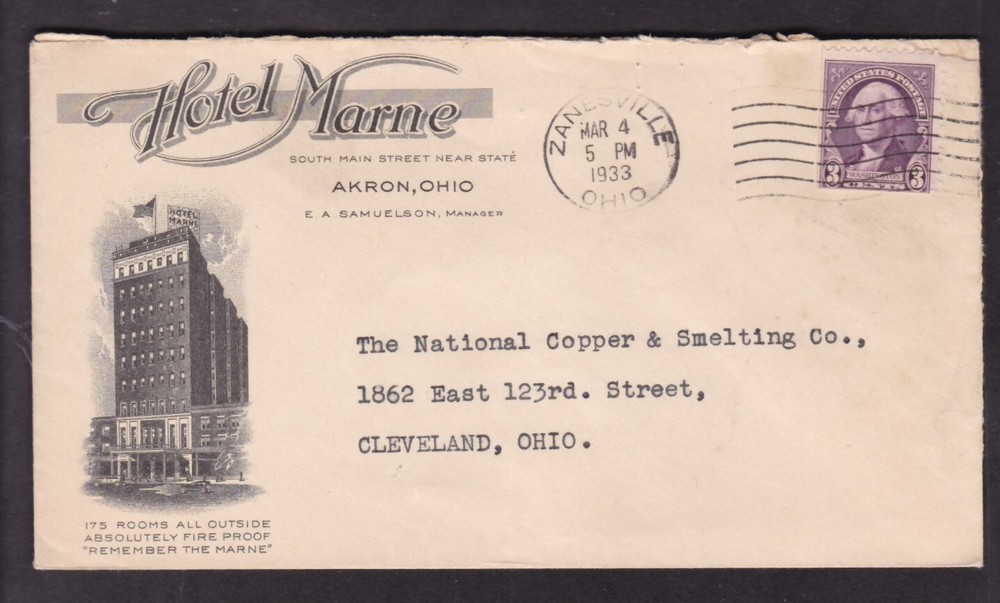 Hotel Marne
SOUTH MAIN STREET NEAR STATE
AKRON, OHIO
E A SAMUELSON, MANAGER
ZANESVILLE
MAR 4
5 PM
1933
OHIO
UNITED STATES POSTAGE
3 WASHINGTON 3
CENTS
HOTEL
MARNE
The National Copper & Smelting Co.,
1862 East 123rd. Street,
CLEVELAND, OHIO.
175 ROOMS ALL OUTSIDE
ABSOLUTELY FIRE PROOF
"REMEMBER THE MARNE"